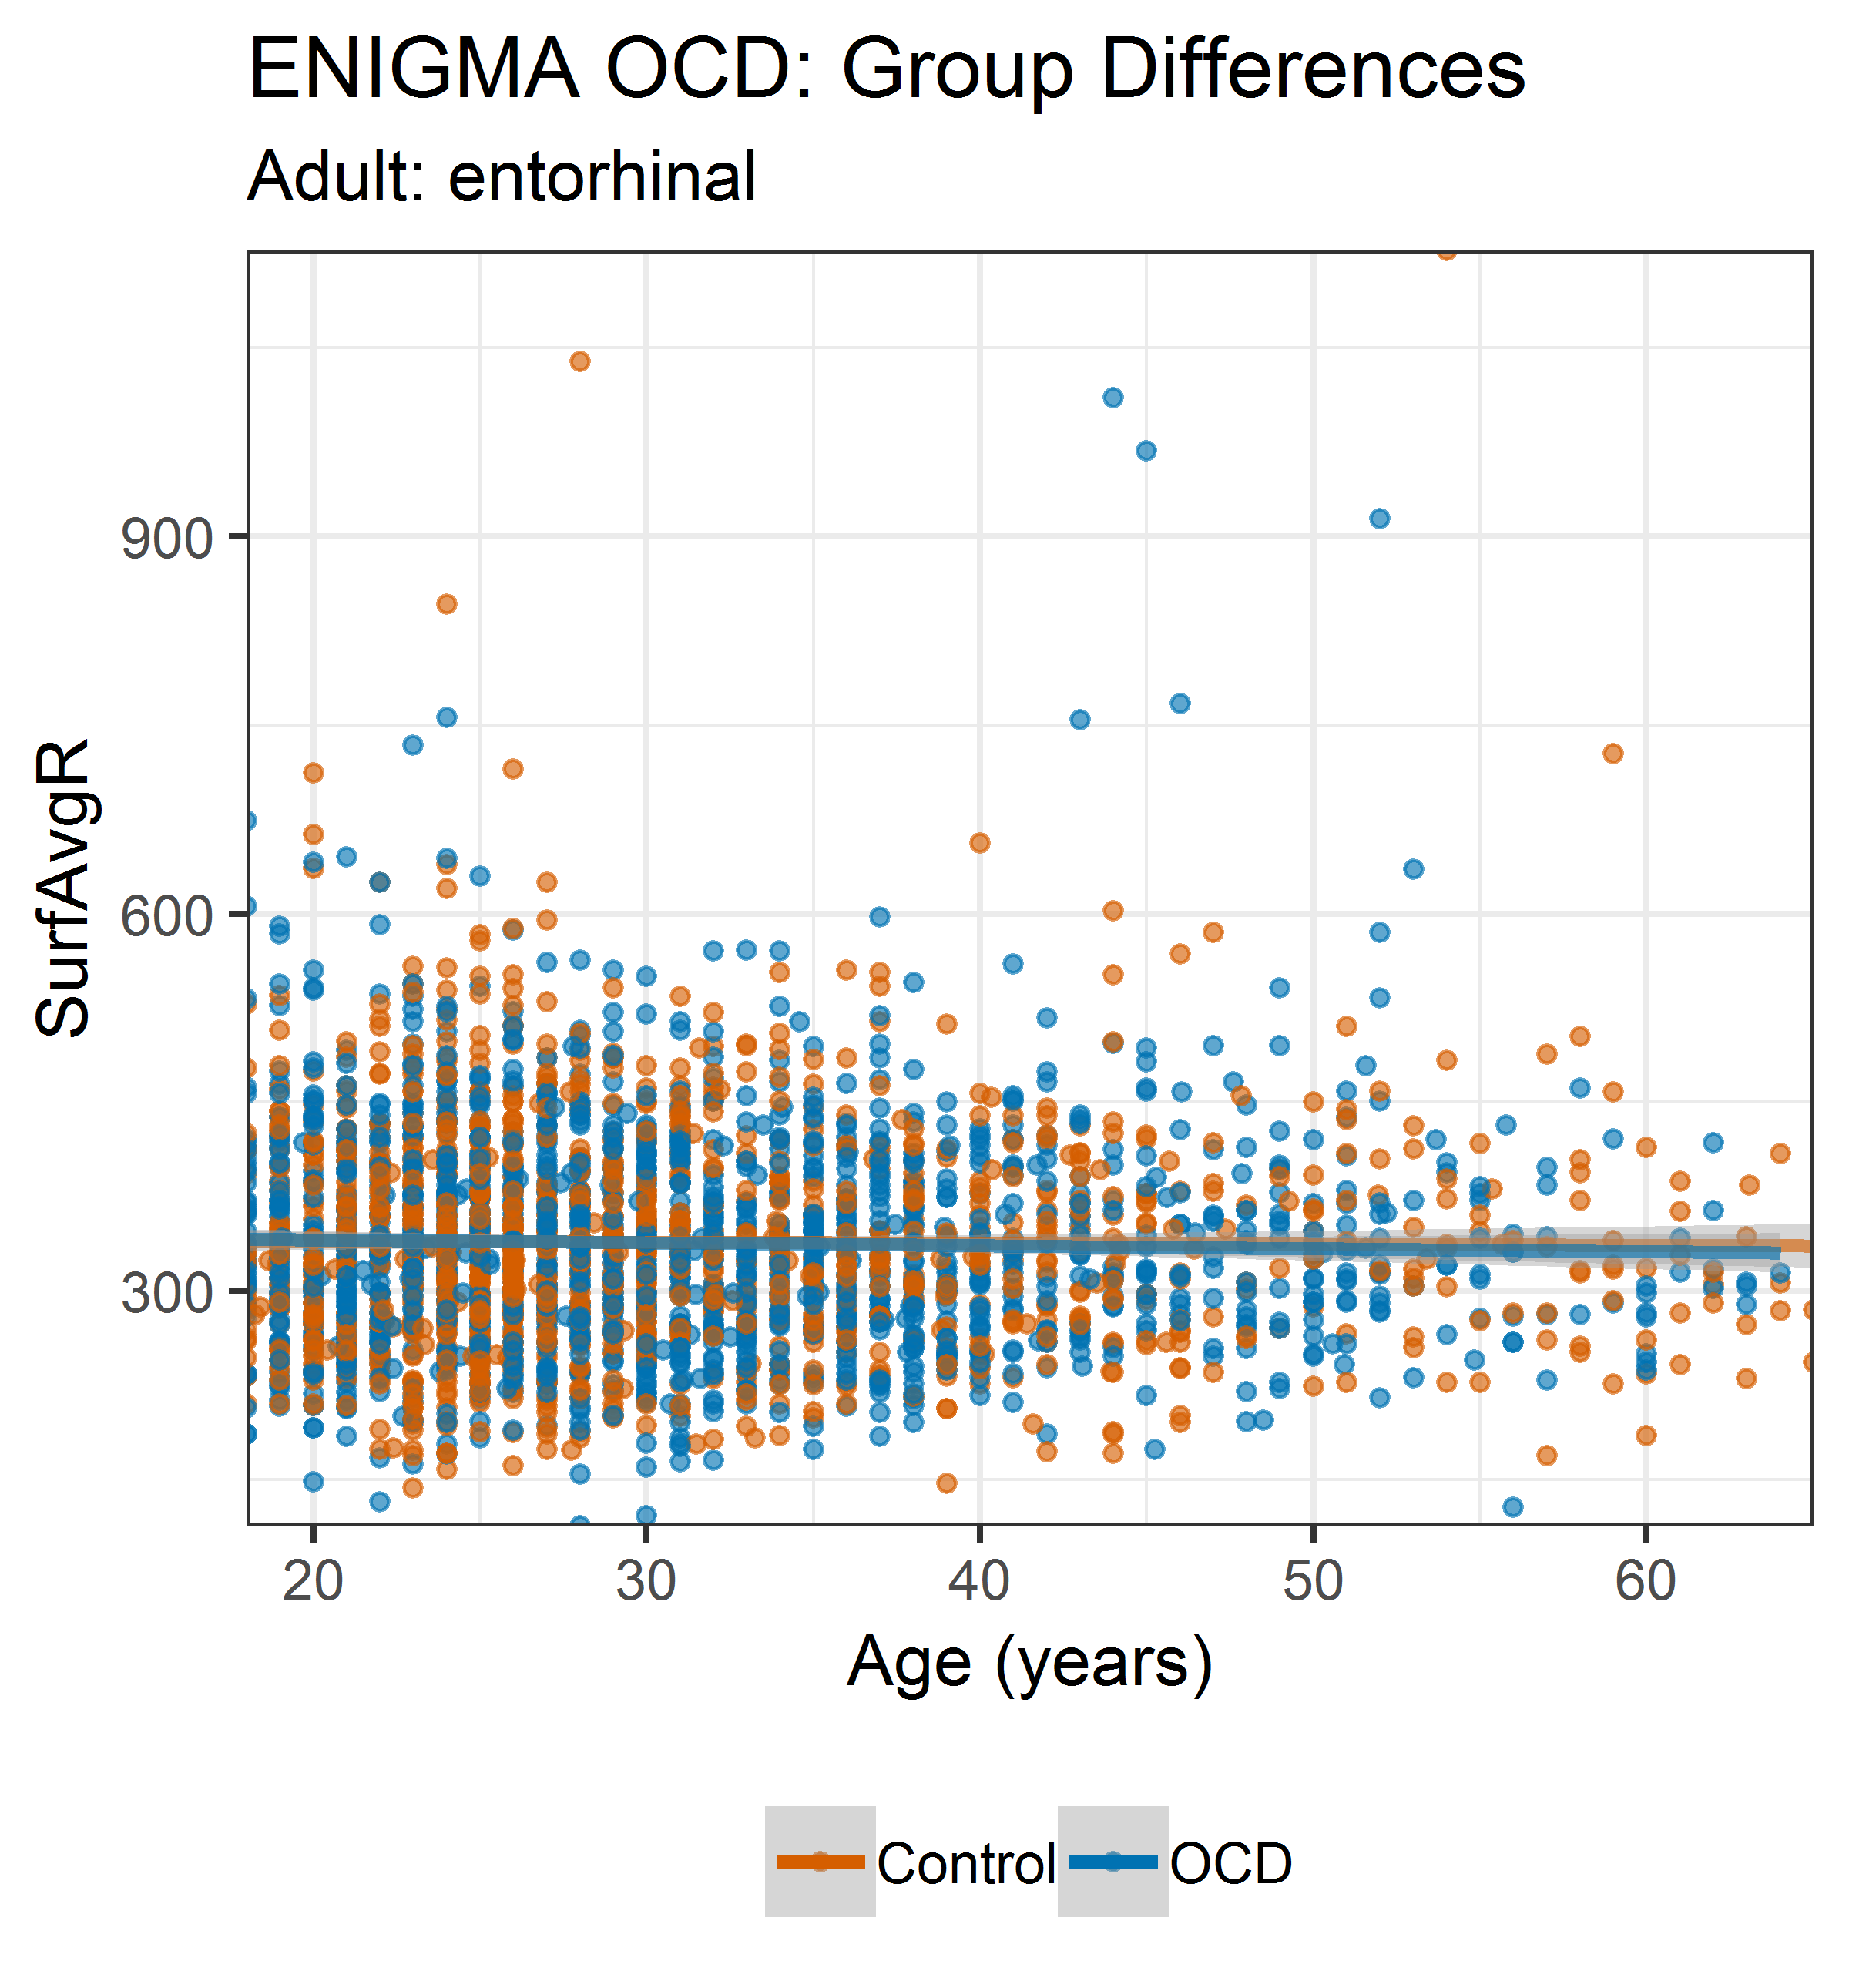 ENIGMA OCD: Group Differences
Adult: entorhinal
SurfAvgR
900
600
300
20 30 40 50 60
Age (years)
Control OCD